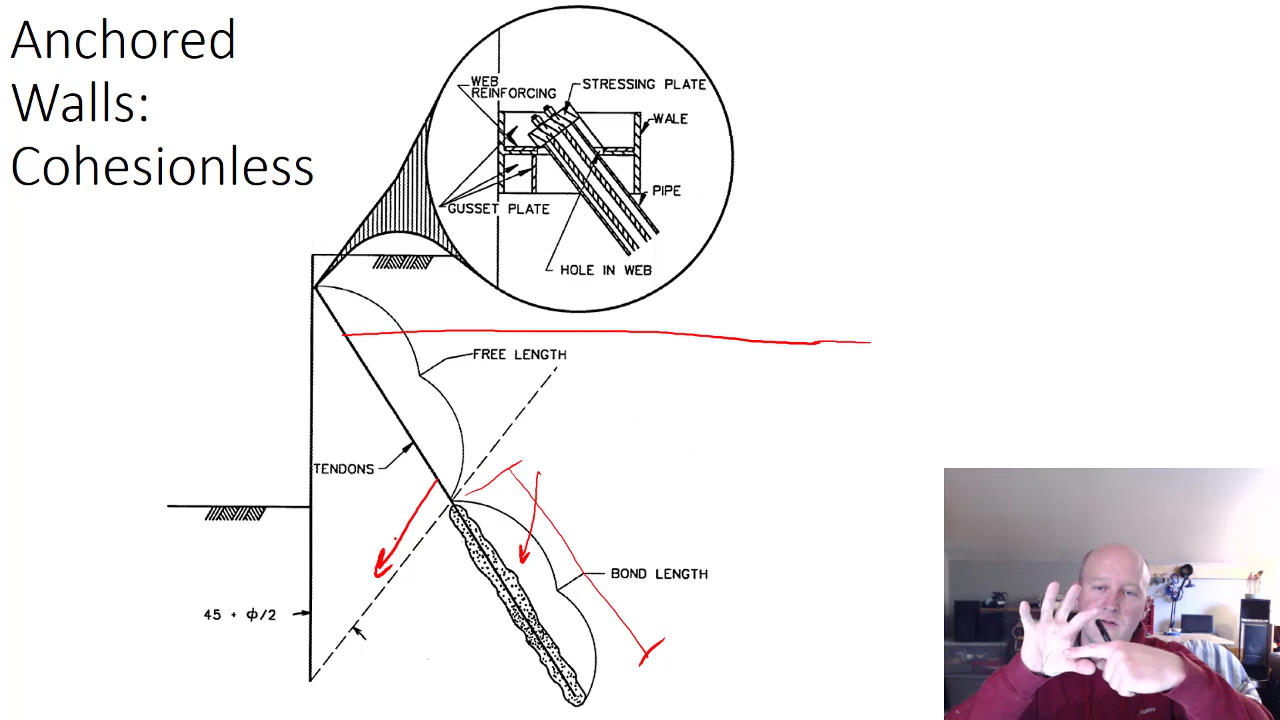 Anchored
Walls:
Cohesionless
WEB
REINFORCING
STRESSING PLATE
WALE
PIPE
GUSSET PLATE
HOLE IN WEB
FREE LENGTH
TENDONS
BOND LENGTH
45 + ϕ/2